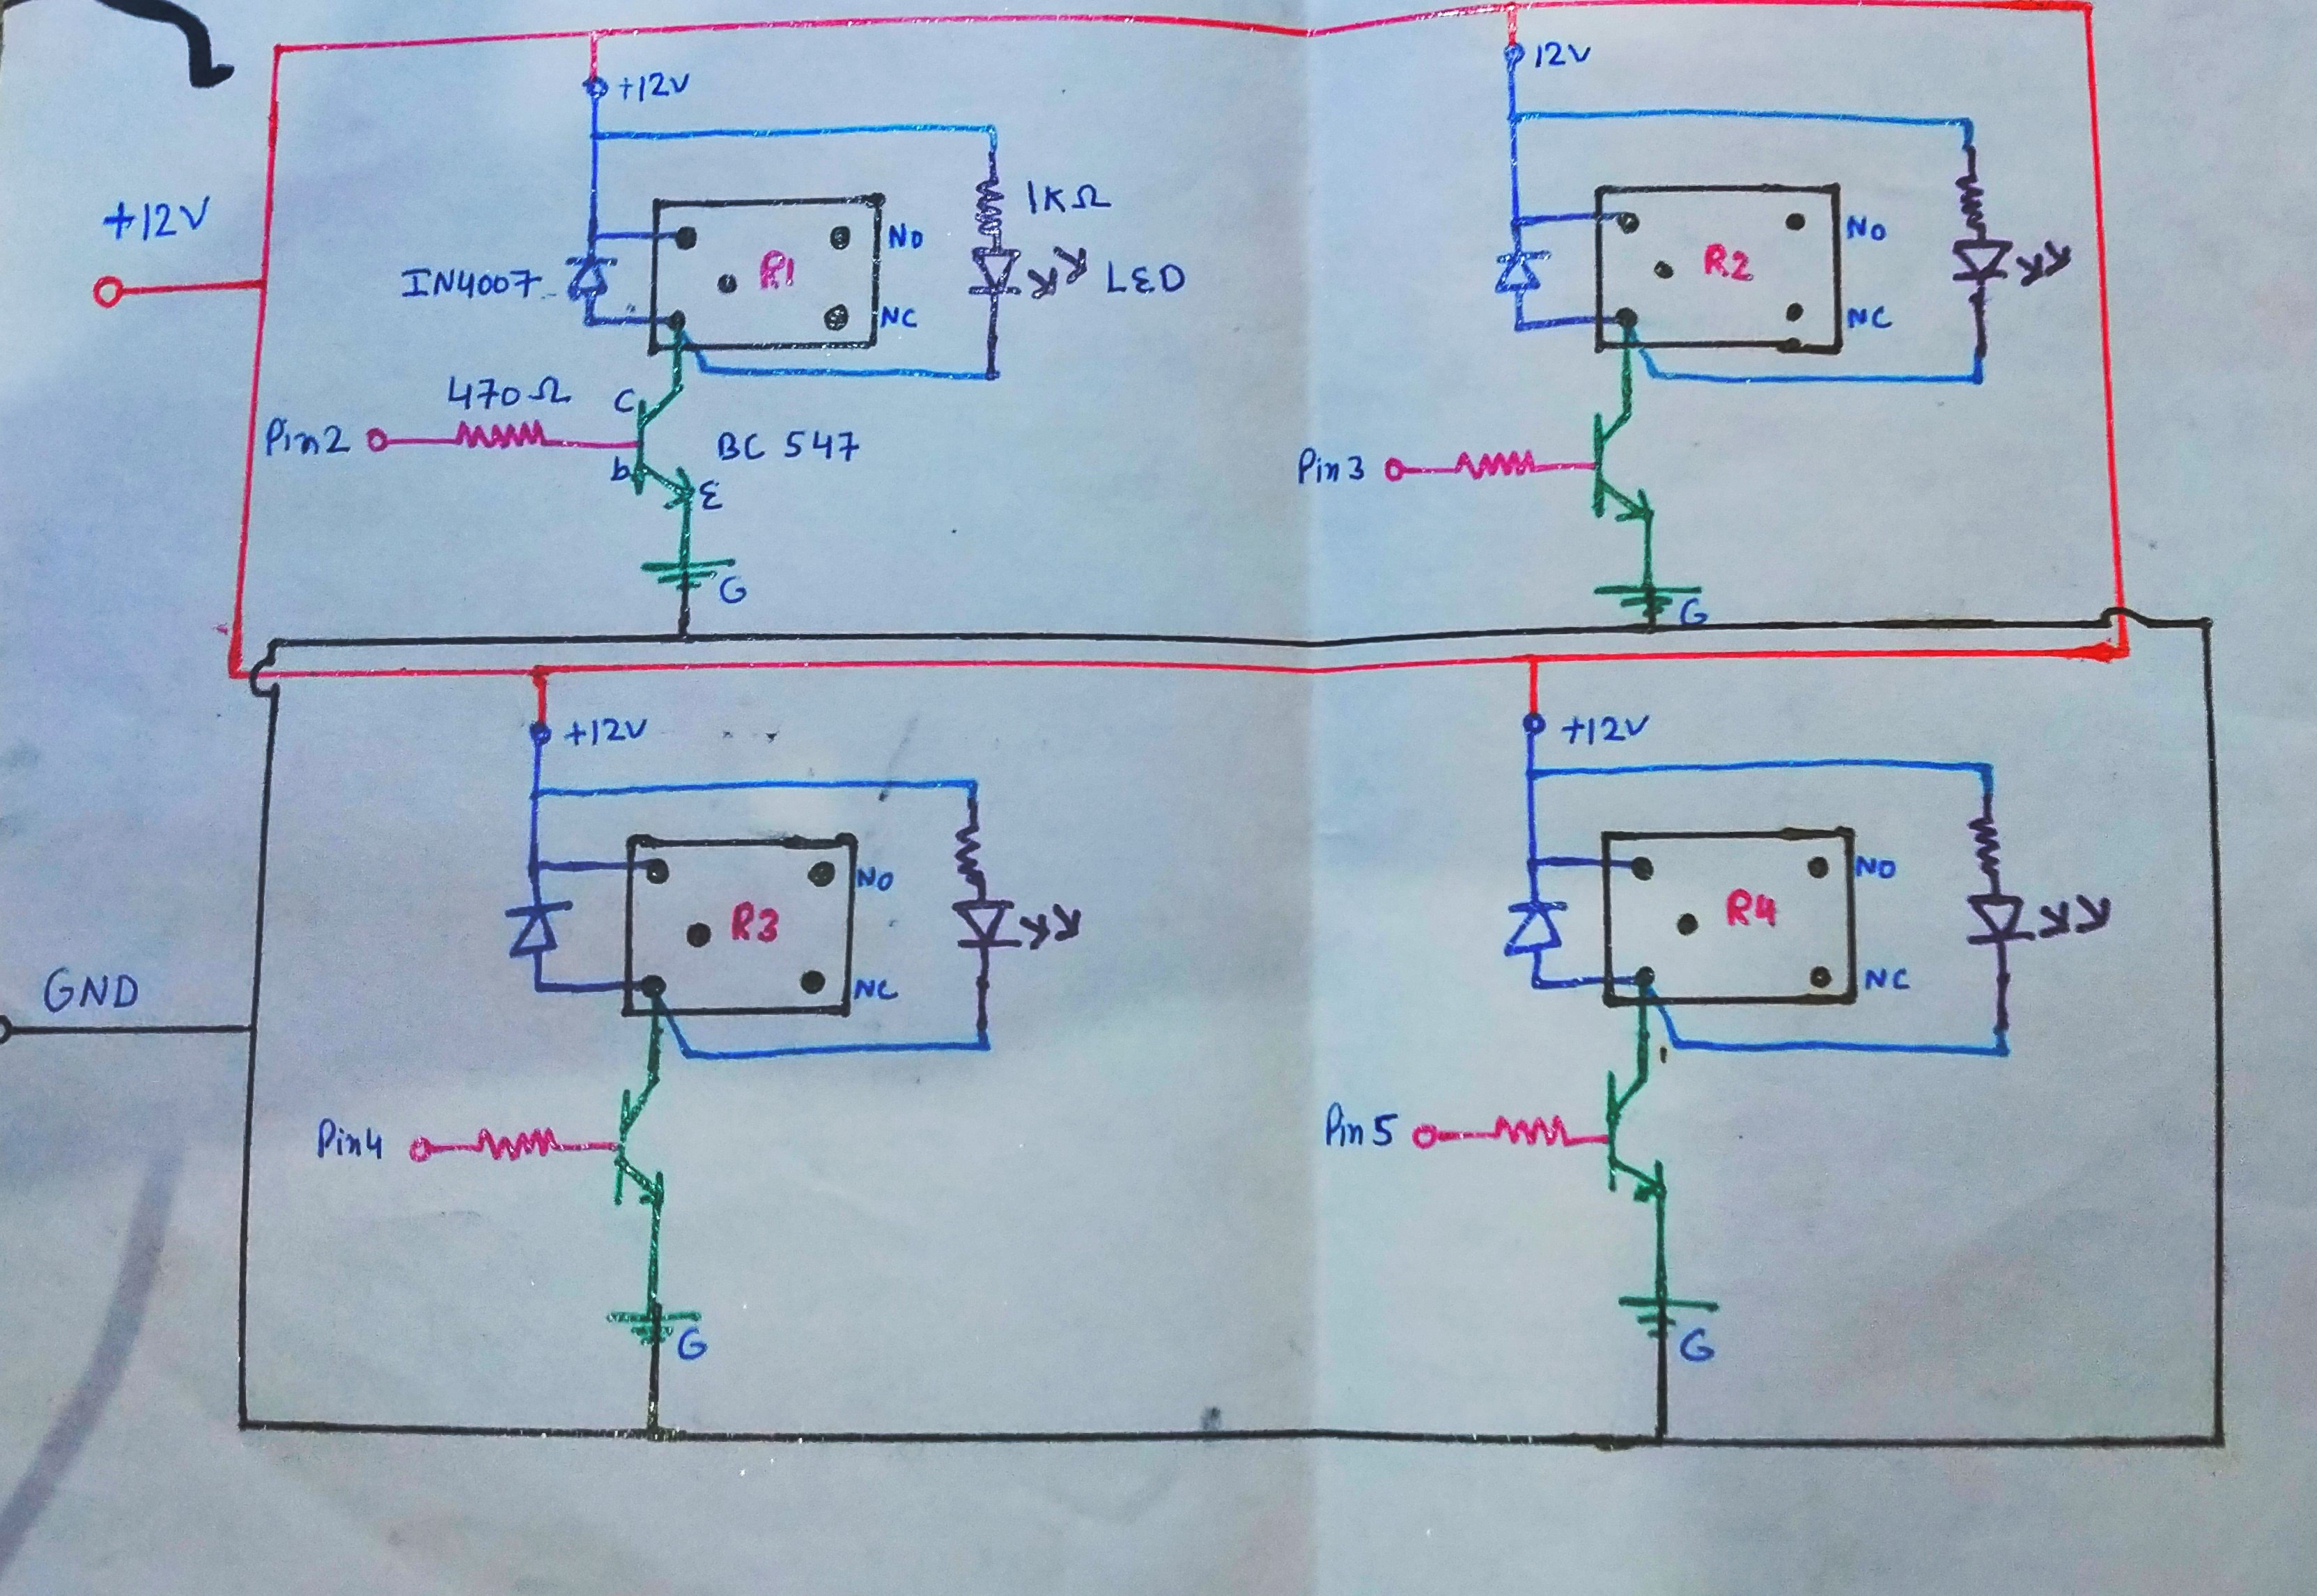 +12V
12V
+12V
1KΩ
NO
R1
IN4007
LED
NC
NO
R2
NC
470Ω
C
Pin2
BC 547
b
E
Pin3
G
G
+12V
+12V
NO
R3
NC
NO
R4
NC
GND
Pin4
Pin5
G
G